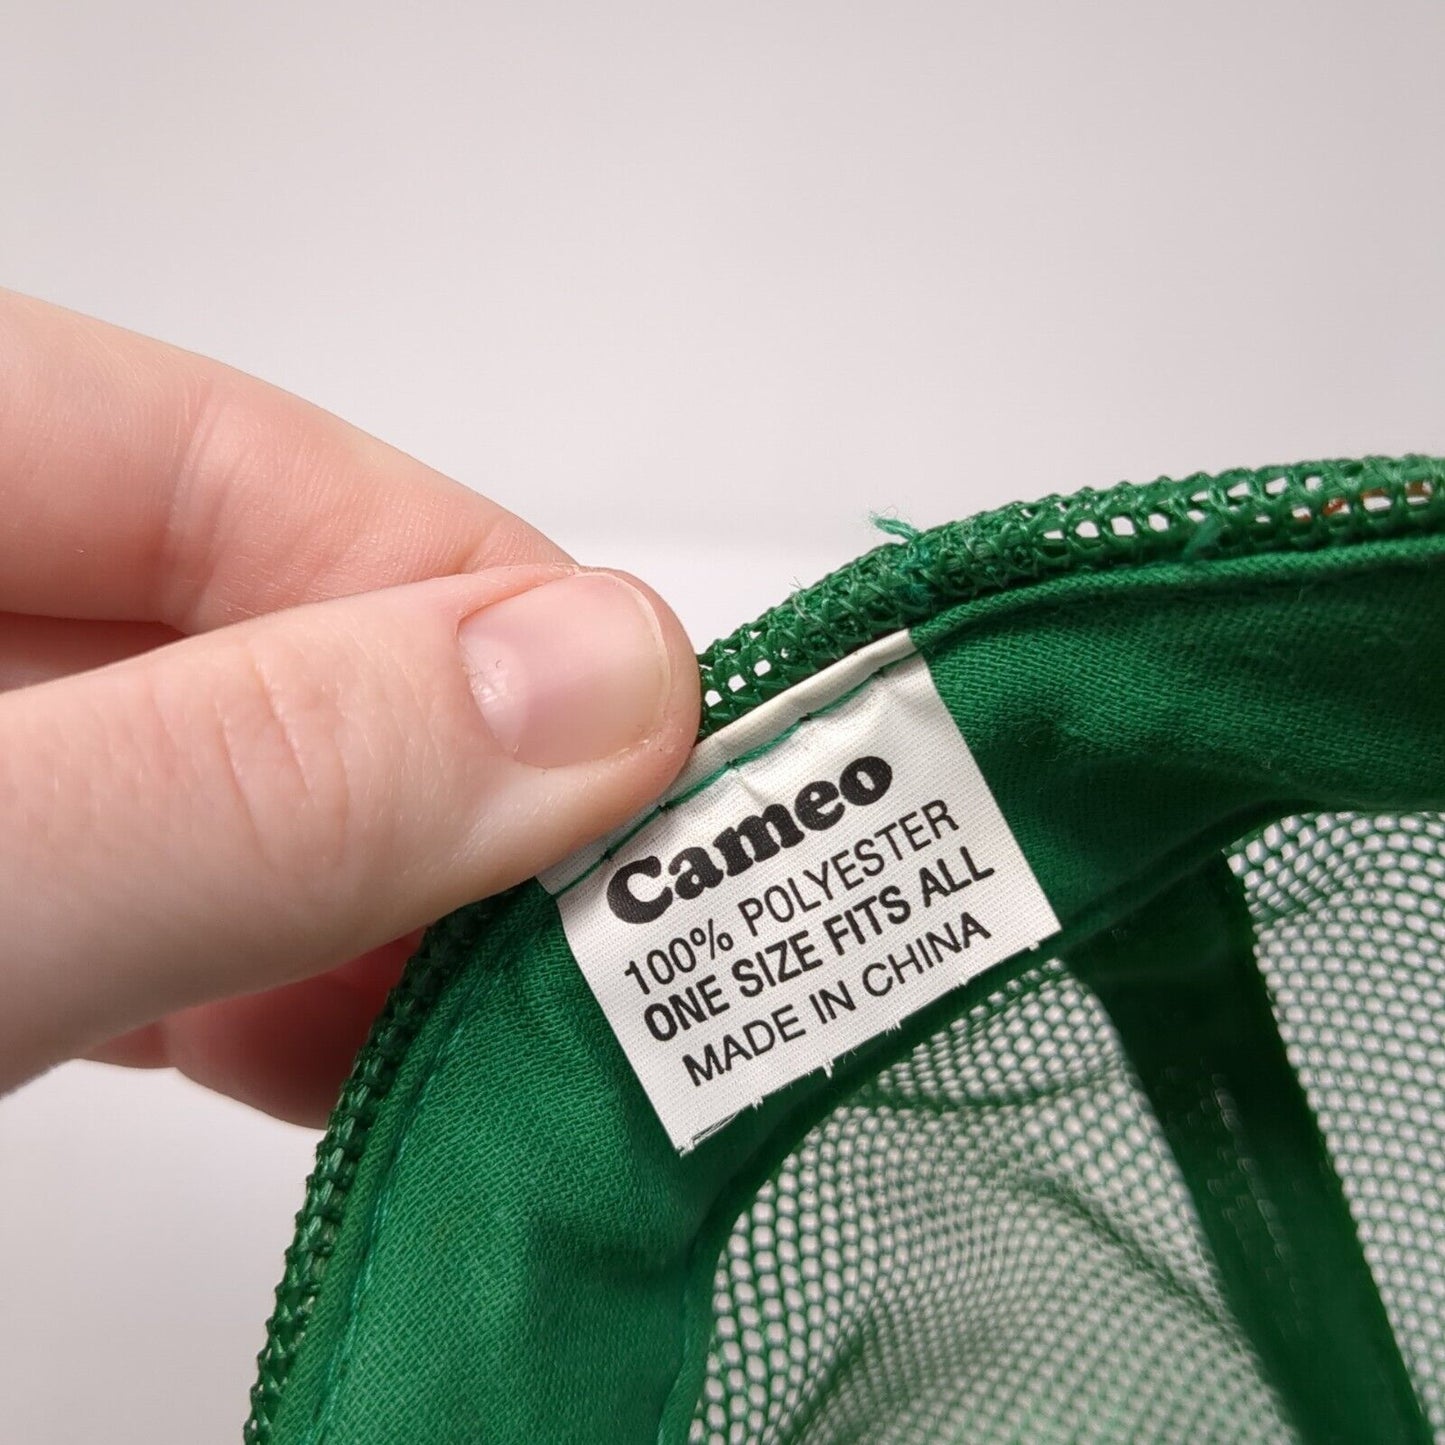 Cameo
100% POLYESTER
ONE SIZE FITS ALL
MADE IN CHINA